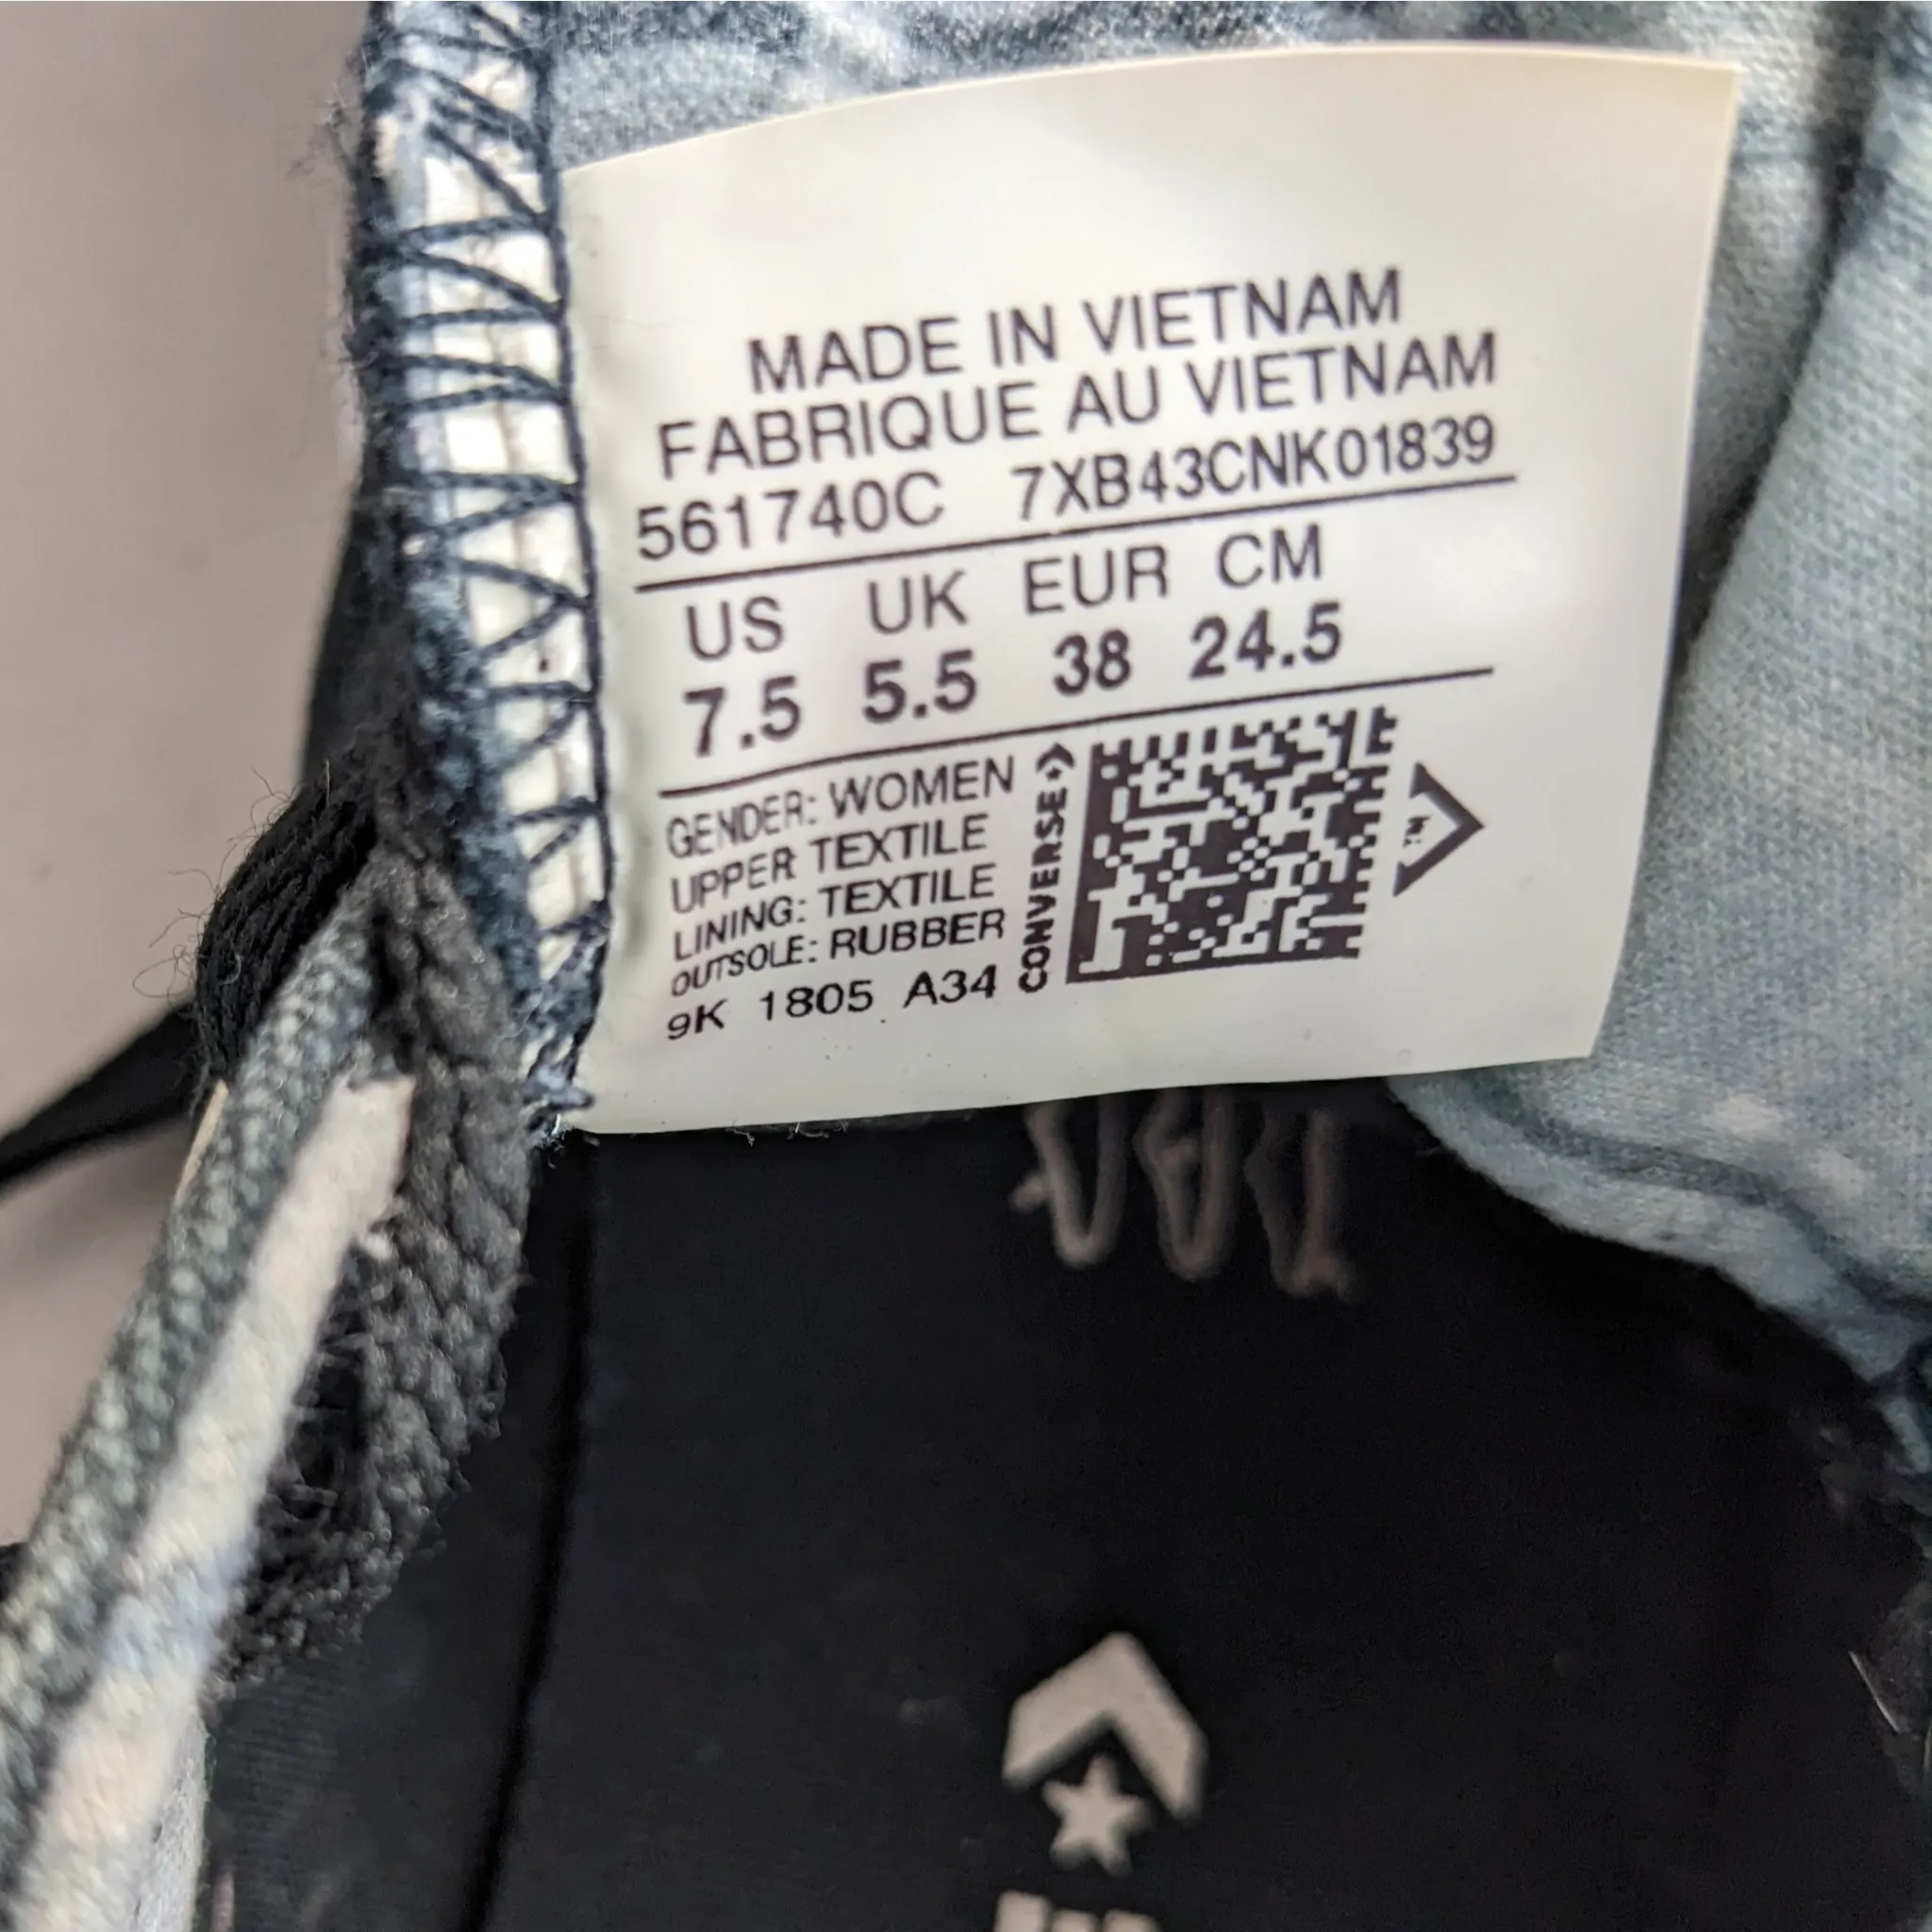 MADE IN VIETNAM
FABRIQUE AU VIETNAM
561740C 7XB43CNK01839
US UK EUR CM
7.5 5.5 38 24.5
GENDER: WOMEN
UPPER TEXTILE
LINING: TEXTILE
OUTSOLE: RUBBER
9K 1805 A34
CONVERSE
TM